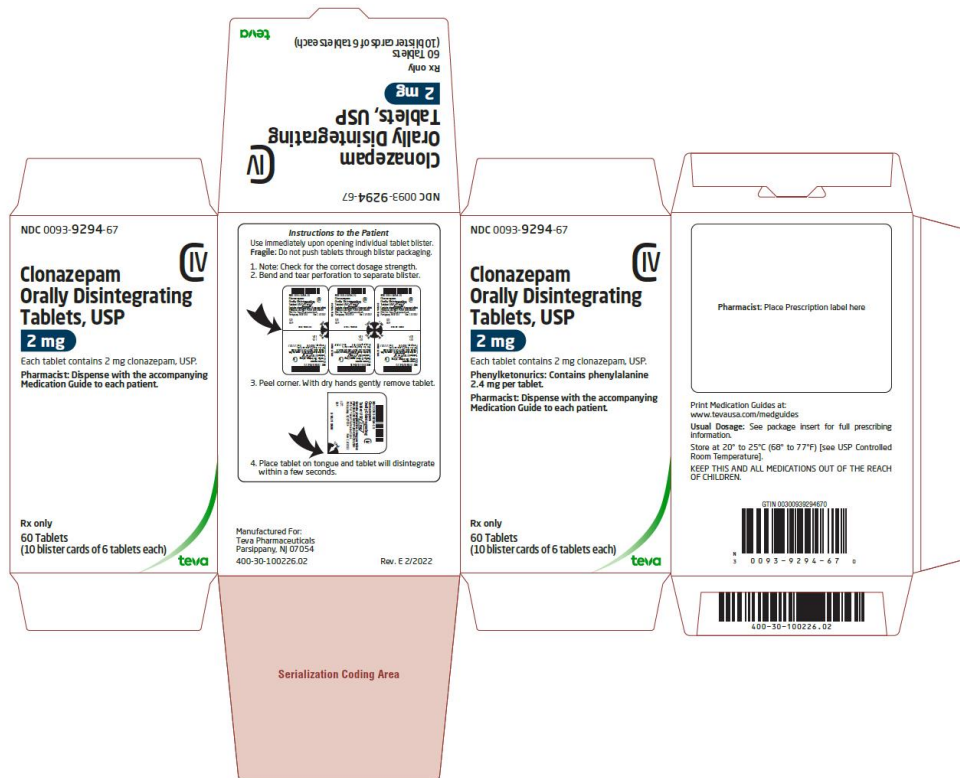 NDC 0093-9294-67
Clonazepam
Orally Disintegrating
Tablets, USP
CIV
2 mg
Rx only
60 Tablets
(10 blister cards of 6 tablets each)
teva
NDC 0093-9294-67
CIV
Clonazepam
Orally Disintegrating
Tablets, USP
2 mg
Each tablet contains 2 mg clonazepam, USP.
Pharmacist: Dispense with the accompanying
Medication Guide to each patient.
Rx only
60 Tablets
(10 blister cards of 6 tablets each)
teva
Instructions to the Patient
Use immediately upon opening individual tablet blister.
Fragile: Do not push tablets through blister packaging.
1. Note: Check for the correct dosage strength.
2. Bend and tear perforation to separate blister.
3. Peel corner. With dry hands gently remove tablet.
4. Place tablet on tongue and tablet will disintegrate
within a few seconds.
Manufactured For:
Teva Pharmaceuticals
Parsippany, NJ 07054
400-30-100226.02 Rev. E 2/2022
Serialization Coding Area
NDC 0093-9294-67
CIV
Clonazepam
Orally Disintegrating
Tablets, USP
2 mg
Each tablet contains 2 mg clonazepam, USP.
Phenylketonurics: Contains phenylalanine
2.4 mg per tablet.
Pharmacist: Dispense with the accompanying
Medication Guide to each patient.
Rx only
60 Tablets
(10 blister cards of 6 tablets each)
teva
Pharmacist: Place Prescription label here
Print Medication Guides at:
www.tevausa.com/medguides
Usual Dosage: See package insert for full prescribing
information.
Store at 20° to 25°C (68° to 77°F) [see USP Controlled
Room Temperature].
KEEP THIS AND ALL MEDICATIONS OUT OF THE REACH
OF CHILDREN.
GTIN 00300939294670
N
3 0093-9294-67 0
400-30-100226.02